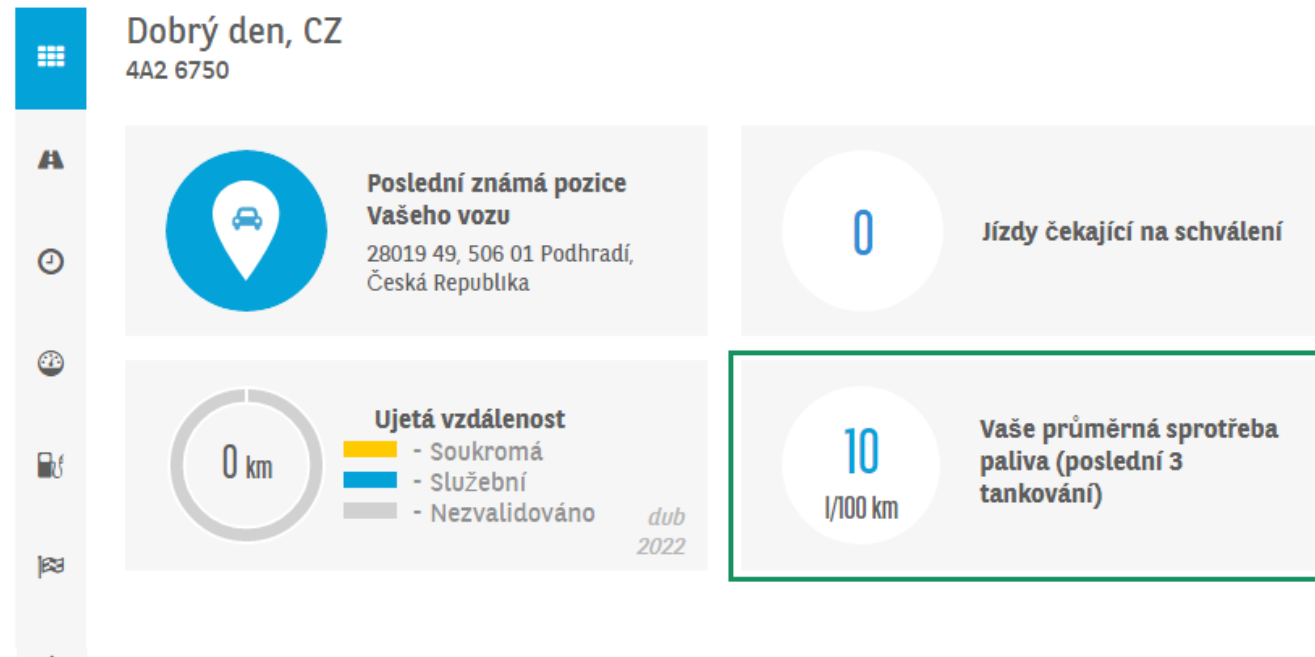 Dobrý den, CZ
4A2 6750
Poslední známá pozice
Vašeho vozu
28019 49, 506 01 Podhradí,
Česká Republika
0
Jízdy čekající na schválení
0 km
Ujetá vzdálenost
- Soukromá
- Služební
- Nezvalidováno
dub
2022
10
l/100 km
Vaše průměrná sprotřeba
paliva (poslední 3
tankování)